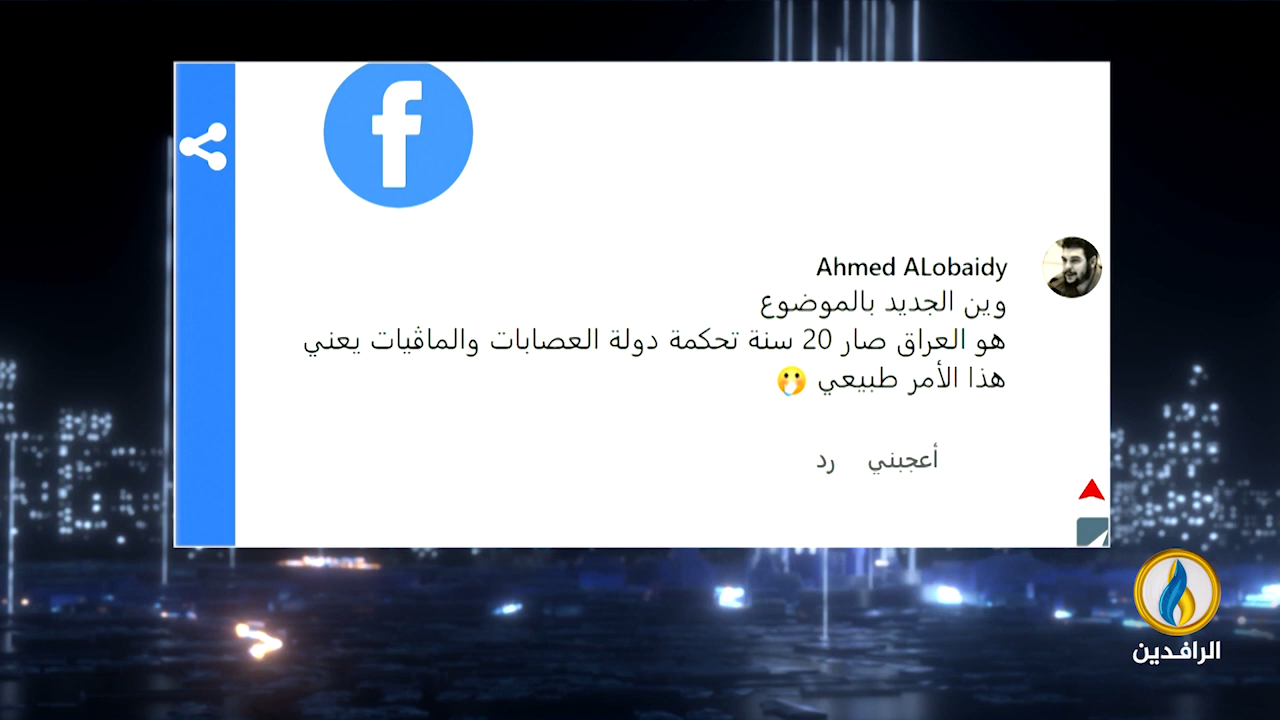 Ahmed ALobaidy
وين الجديد بالموضوع
هو العراق صار 20 سنة تحكمة دولة العصابات والماڤيات يعني
هذا الأمر طبيعي 🤭
أعجبني رد
الرافدين